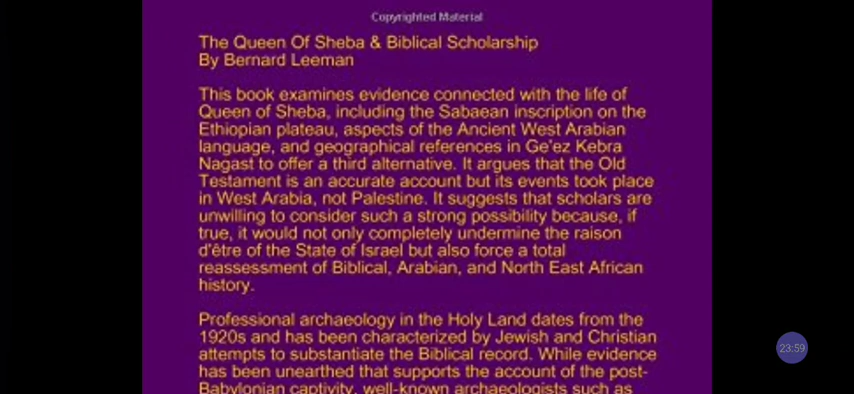 Copyrighted Material
The Queen Of Sheba & Biblical Scholarship
By Bernard Leeman
This book examines evidence connected with the life of
Queen of Sheba, including the Sabaean inscription on the
Ethiopian plateau, aspects of the Ancient West Arabian
language, and geographical references in Ge'ez Kebra
Nagast to offer a third alternative. It argues that the Old
Testament is an accurate account but its events took place
in West Arabia, not Palestine. It suggests that scholars are
unwilling to consider such a strong possibility because, if
true, it would not only completely undermine the raison
d'être of the State of Israel but also force a total
reassessment of Biblical, Arabian, and North East African
history.
Professional archaeology in the Holy Land dates from the
1920s and has been characterized by Jewish and Christian
attempts to substantiate the Biblical record. While evidence
has been unearthed that supports the account of the post-
Babylonian captivity, well-known archaeologists such as
23:59